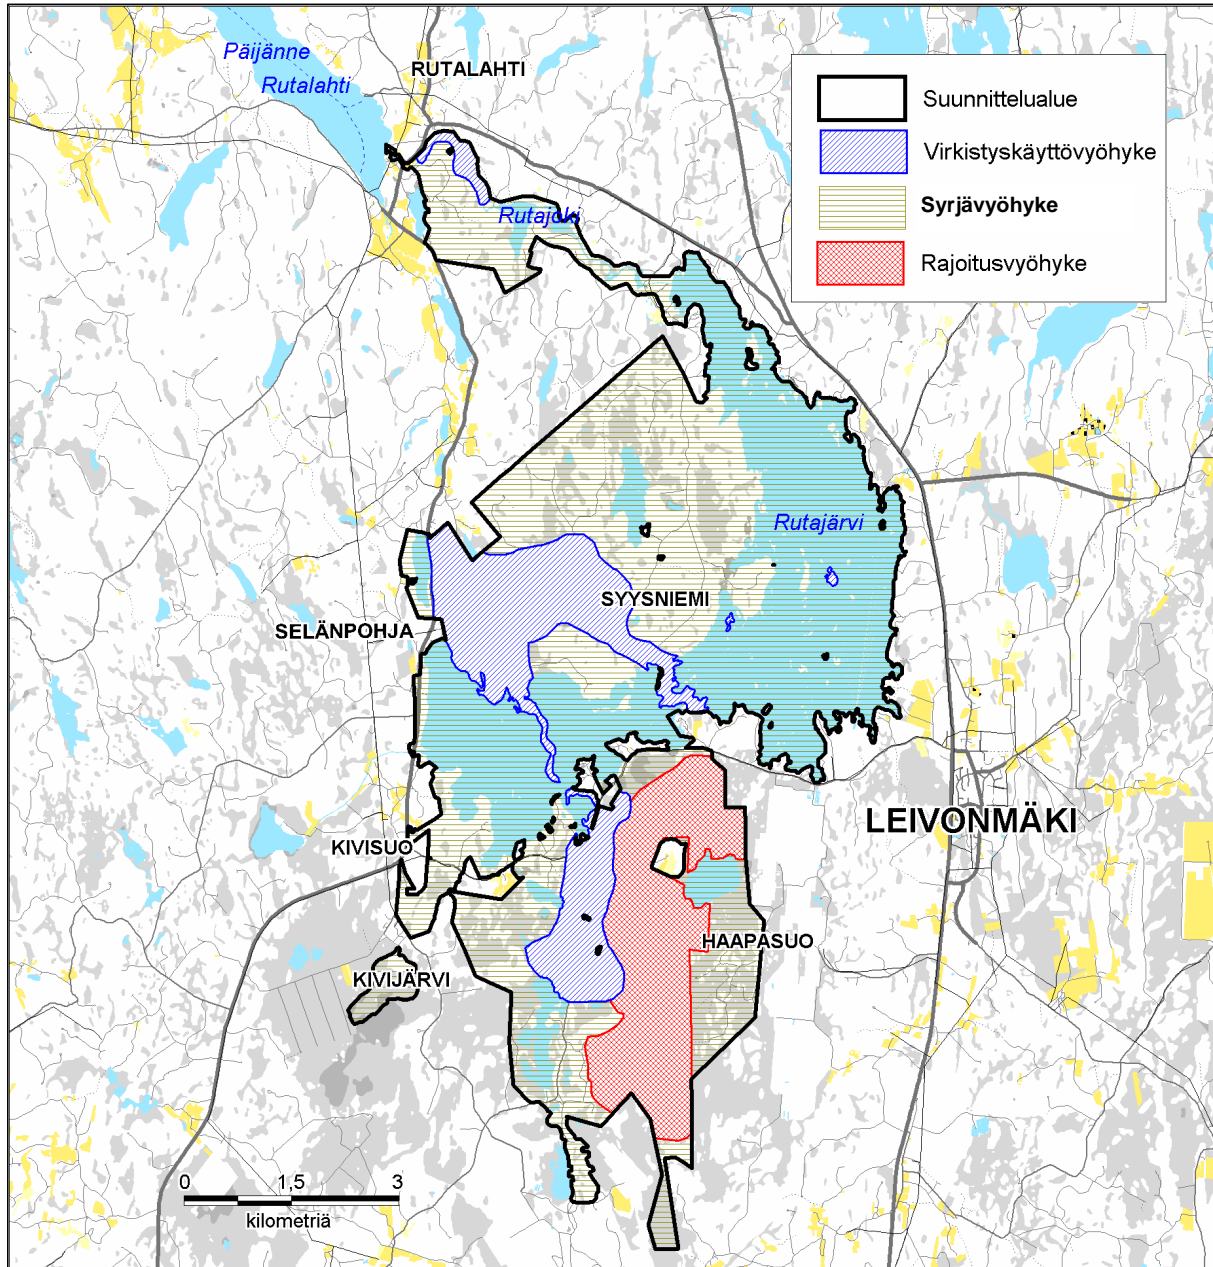 Päijänne
Rutalahti
RUTALAHTI
Suunnittelualue
Virkistyskäyttövyöhyke
Syrjävyöhyke
Rajoitusvyöhyke
Rutajoki
Rutajärvi
SYYSNIEMI
SELÄNPOHJA
LEIVONMÄKI
KIVISUO
HAAPASUO
KIVIJÄRVI
0 1,5 3
kilometriä